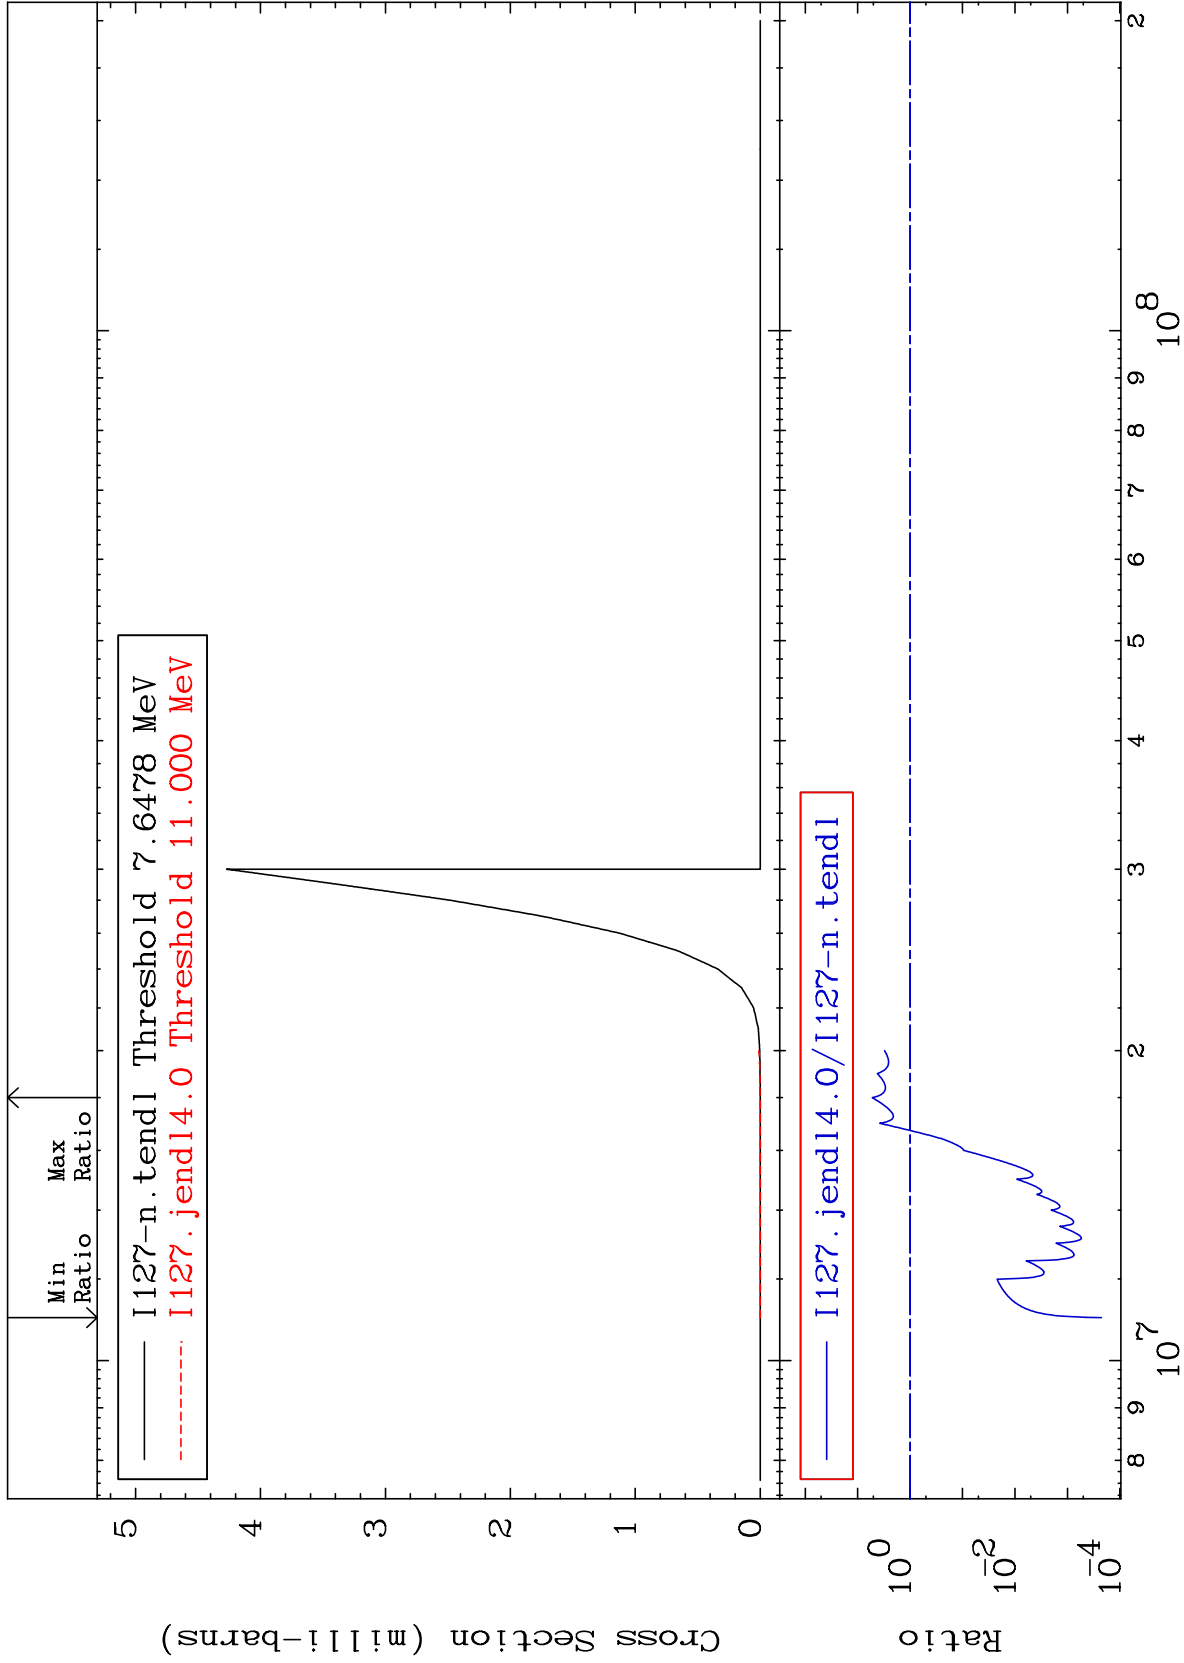 Min
Ratio
Max
Ratio
I127-n.tendl Threshold 7.6478 MeV
I127.jendl4.0 Threshold 11.000 MeV
Cross Section (milli-barns)
5
4
3
2
1
0
I127.jendl4.0/I127-n.tendl
Ratio
10 0
10 -2
10 -4
8
9
10 7
2
3
4
5
6
7
8
9
10 8
2